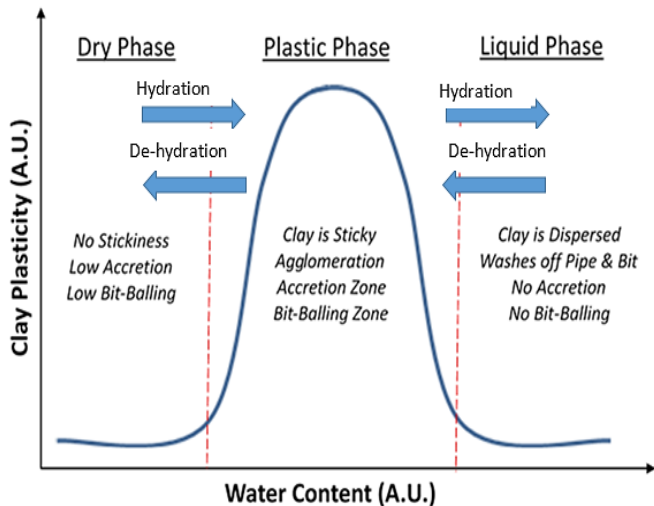 Dry Phase
Plastic Phase
Liquid Phase
Hydration
De-hydration
Hydration
De-hydration
No Stickiness
Low Accretion
Low Bit-Balling
Clay is Sticky
Agglomeration
Accretion Zone
Bit-Balling Zone
Clay is Dispersed
Washes off Pipe & Bit
No Accretion
No Bit-Balling
Clay Plasticity (A.U.)
Water Content (A.U.)